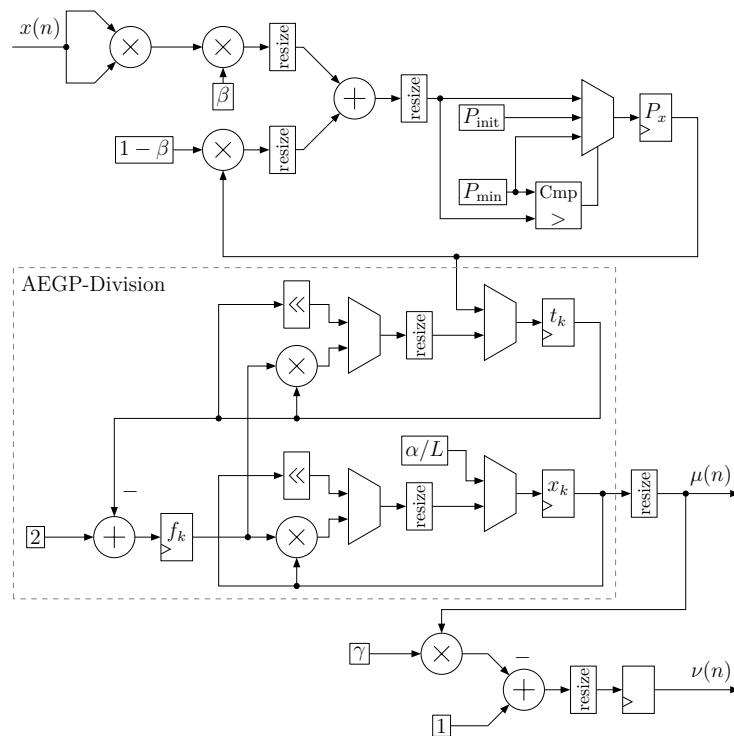 x(n)
×
×
resize
β
+
resize
1 − β
×
resize
P_init
P_min
Cmp
>
P_x
AEGP-Division
≪
resize
t_k
×
−
≪
α/L
resize
x_k
resize
μ(n)
2
+
f_k
×
γ
×
−
+
resize
ν(n)
1